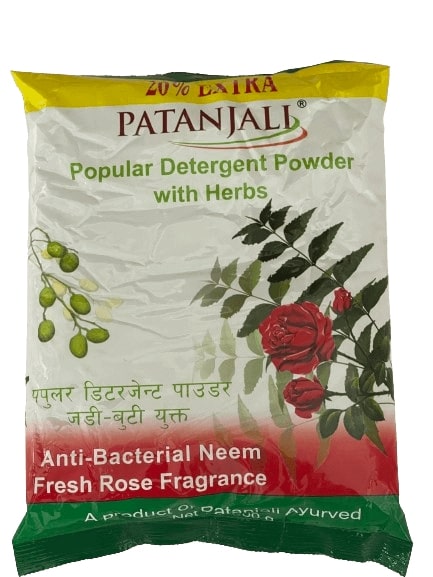 20% EXTRA
PATANJALI®
Popular Detergent Powder
with Herbs
पपुलर डिटरजेन्ट पाउडर
जडी-बुटी युक्त
Anti-Bacterial Neem
Fresh Rose Fragrance
A product Of Patanjali Ayurved
Net